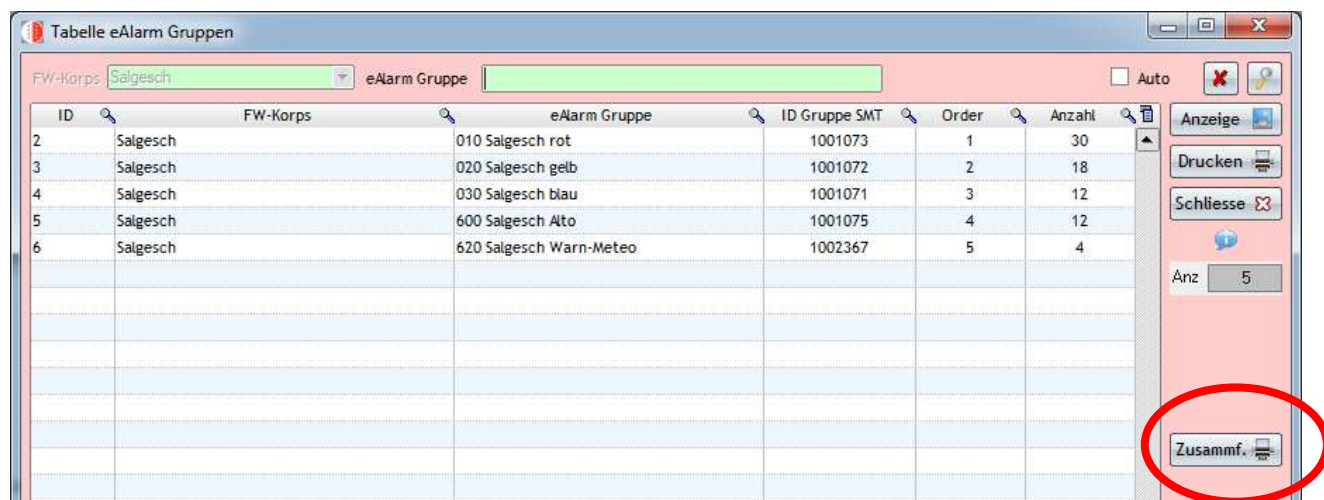 Tabelle eAlarm Gruppen
FW-Korps Salgesch eAlarm Gruppe Auto
ID FW-Korps eAlarm Gruppe ID Gruppe SMT Order Anzahl Anzeige
2 Salgesch 010 Salgesch rot 1001073 1 30
3 Salgesch 020 Salgesch gelb 1001072 2 18 Drucken
4 Salgesch 030 Salgesch blau 1001071 3 12 Schliesse
5 Salgesch 600 Salgesch Alto 1001075 4 12
6 Salgesch 620 Salgesch Warn-Meteo 1002367 5 4
Anz 5
Zusammf.